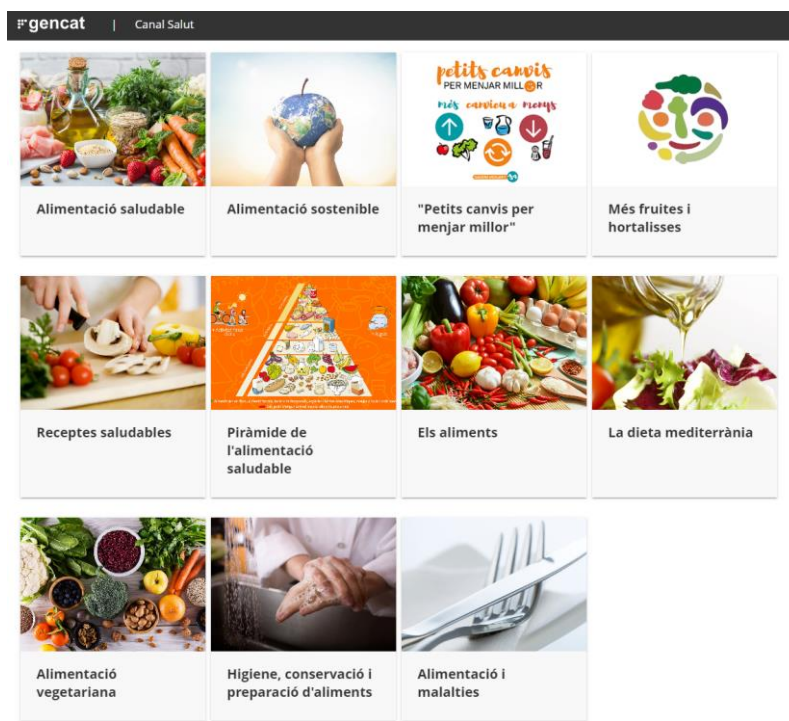 gencat | Canal Salut
petits canvis
PER MENJAR MILLOR
més canvieu a menys
Alimentació saludable
Alimentació sostenible
"Petits canvis per
menjar millor"
Més fruites i
hortalisses
Receptes saludables
Piràmide de
l'alimentació
saludable
Els aliments
La dieta mediterrània
Alimentació
vegetariana
Higiene, conservació i
preparació d'aliments
Alimentació i
malalties